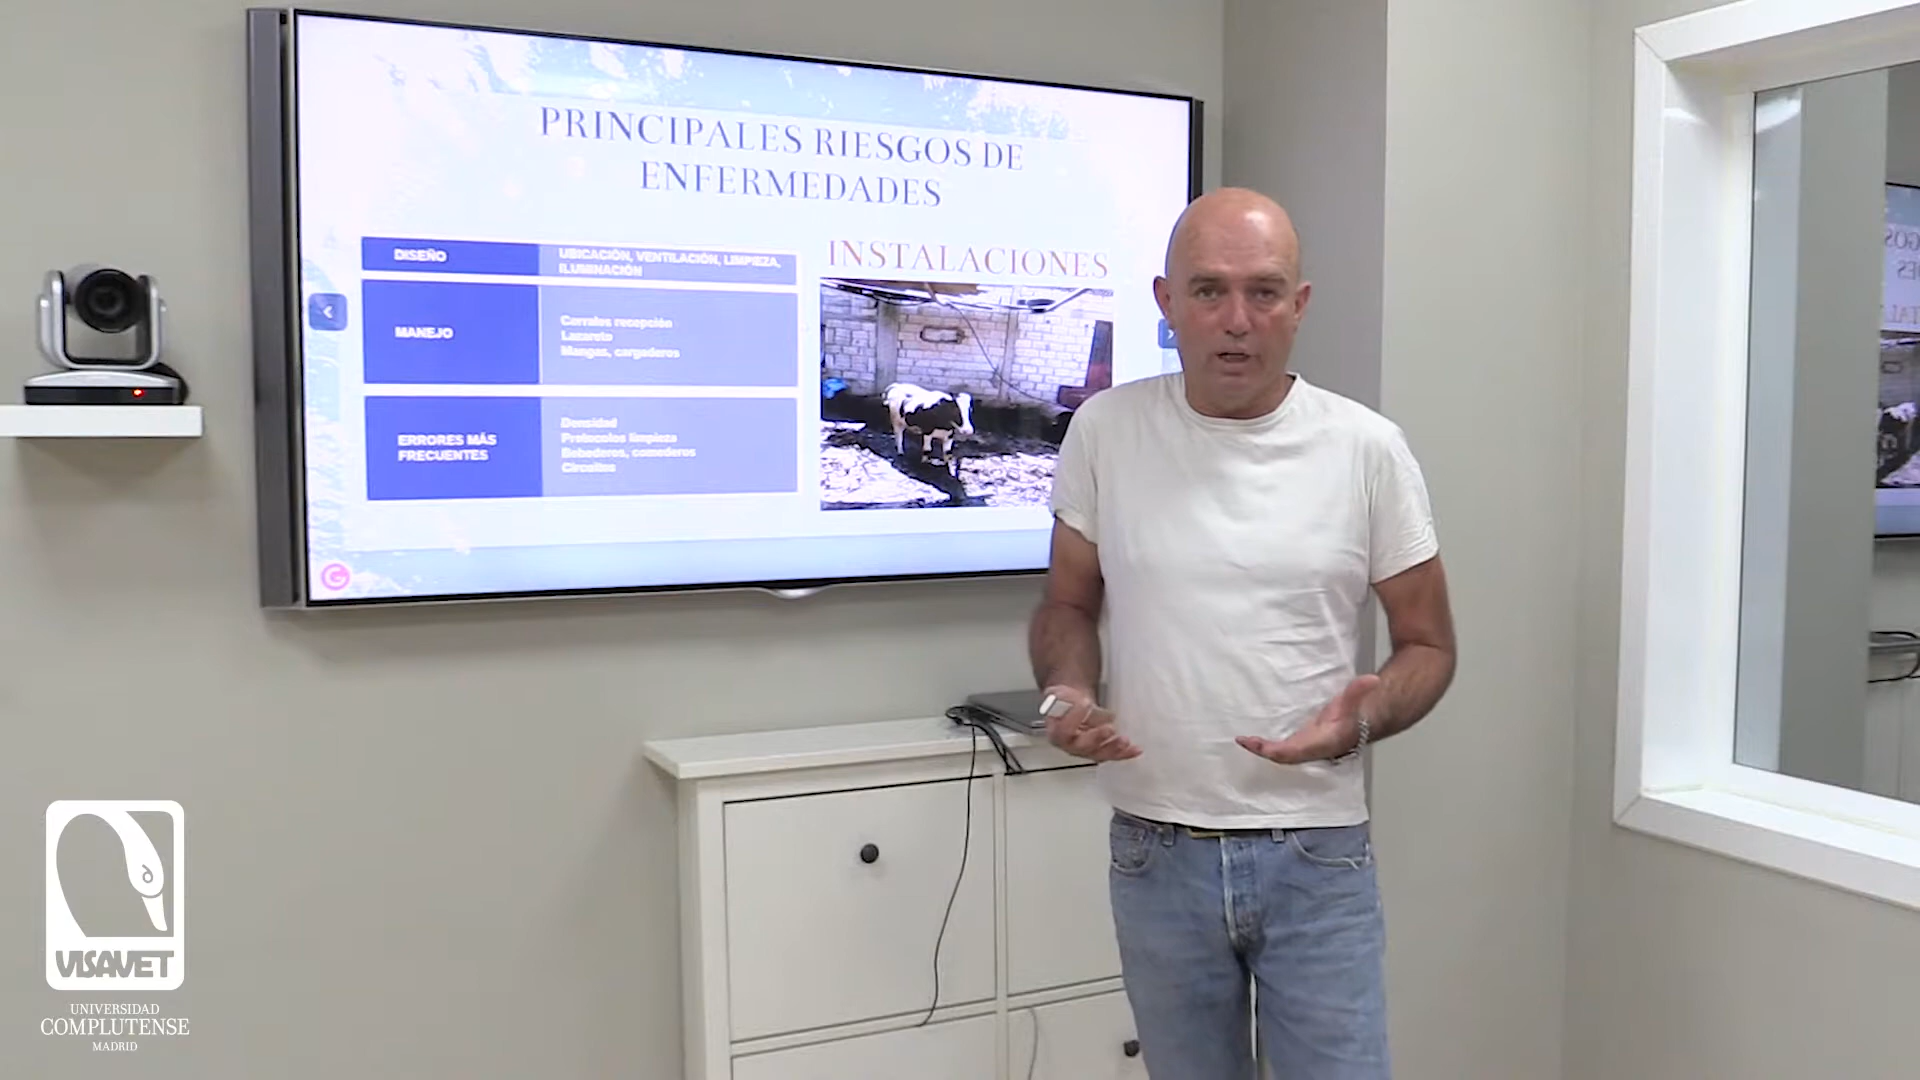 PRINCIPALES RIESGOS DE
ENFERMEDADES
DISEÑO
UBICACIÓN, VENTILACIÓN, LIMPIEZA,
ILUMINACIÓN
MANEJO
Corrales recepción
Lazareto
Mangas, cargaderos
ERRORES MÁS
FRECUENTES
Densidad
Protocolos limpieza
Bebederos, comederos
Circuitos
INSTALACIONES
G
VISAVET
UNIVERSIDAD
COMPLUTENSE
MADRID